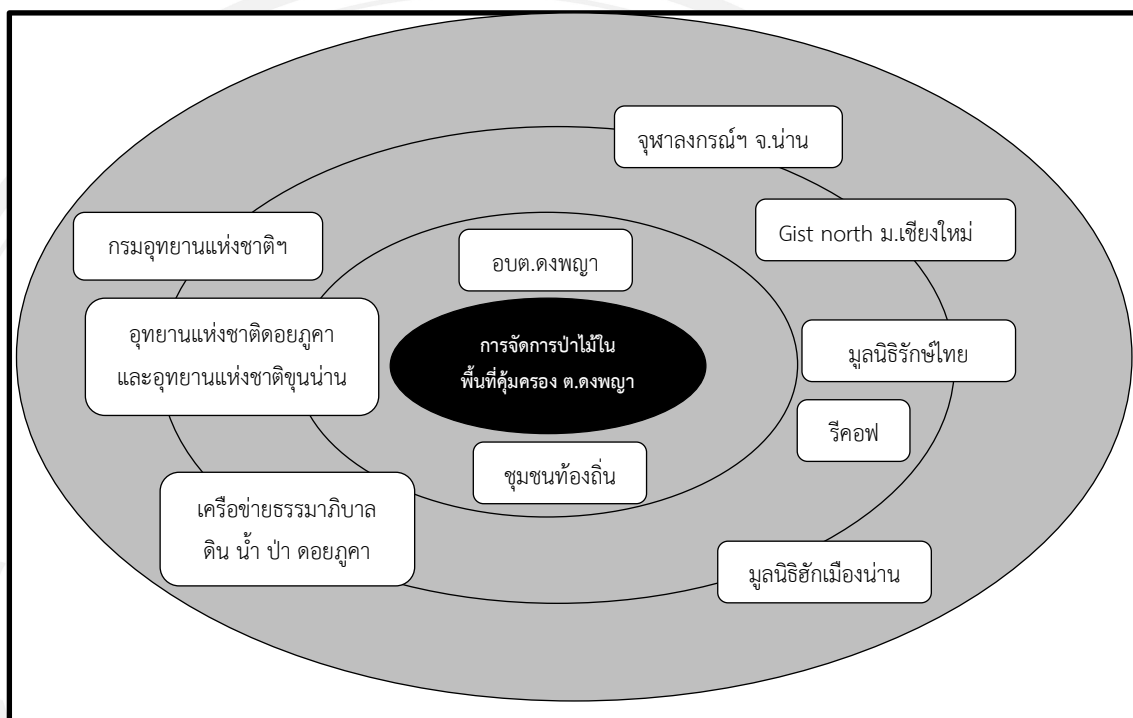 จุฬาลงกรณ์ฯ จ.น่าน
กรมอุทยานแห่งชาติฯ
Gist north ม.เชียงใหม่
อบต.ดงพญา
อุทยานแห่งชาติดอยภูคา
และอุทยานแห่งชาติขุนน่าน
การจัดการป่าไม้ใน
พื้นที่คุ้มครอง ต.ดงพญา
มูลนิธิรักษ์ไทย
รีคอฟ
ชุมชนท้องถิ่น
เครือข่ายธรรมาภิบาล
ดิน น้ำ ป่า ดอยภูคา
มูลนิธิฮักเมืองน่าน